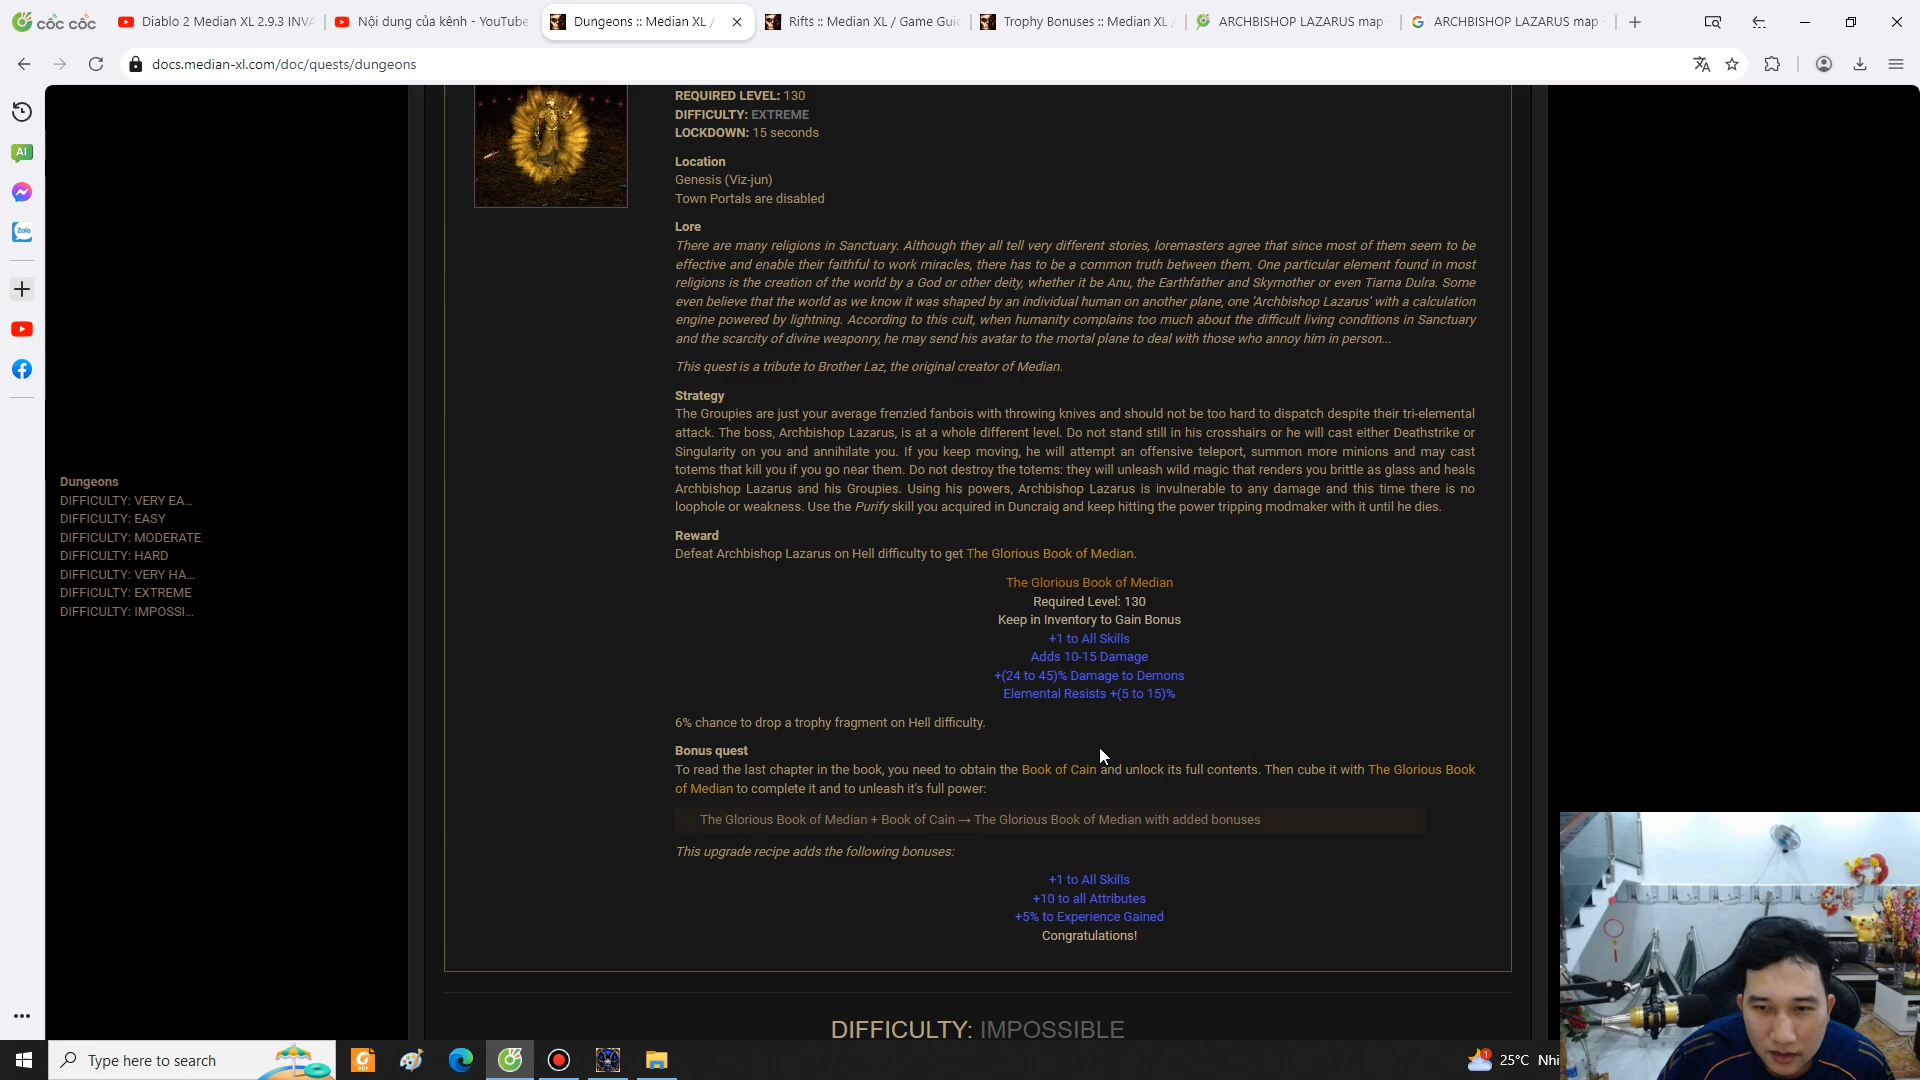 cốc cốc
Diablo 2 Median XL 2.9.3 INVA
Nội dung của kênh - YouTube
Dungeons :: Median XL /
Rifts :: Median XL / Game Guid
Trophy Bonuses :: Median XL /
ARCHBISHOP LAZARUS map
ARCHBISHOP LAZARUS map
docs.median-xl.com/doc/quests/dungeons
AI
Zalo
Dungeons
DIFFICULTY: VERY EA...
DIFFICULTY: EASY
DIFFICULTY: MODERATE
DIFFICULTY: HARD
DIFFICULTY: VERY HA...
DIFFICULTY: EXTREME
DIFFICULTY: IMPOSSI...
REQUIRED LEVEL: 130
DIFFICULTY: EXTREME
LOCKDOWN: 15 seconds
Location
Genesis (Viz-jun)
Town Portals are disabled
Lore
There are many religions in Sanctuary. Although they all tell very different stories, loremasters agree that since most of them seem to be
effective and enable their faithful to work miracles, there has to be a common truth between them. One particular element found in most
religions is the creation of the world by a God or other deity, whether it be Anu, the Earthfather and Skymother or even Tiarna Dulra. Some
even believe that the world as we know it was shaped by an individual human on another plane, one 'Archbishop Lazarus' with a calculation
engine powered by lightning. According to this cult, when humanity complains too much about the difficult living conditions in Sanctuary
and the scarcity of divine weaponry, he may send his avatar to the mortal plane to deal with those who annoy him in person...
This quest is a tribute to Brother Laz, the original creator of Median.
Strategy
The Groupies are just your average frenzied fanbois with throwing knives and should not be too hard to dispatch despite their tri-elemental
attack. The boss, Archbishop Lazarus, is at a whole different level. Do not stand still in his crosshairs or he will cast either Deathstrike or
Singularity on you and annihilate you. If you keep moving, he will attempt an offensive teleport, summon more minions and may cast
totems that kill you if you go near them. Do not destroy the totems: they will unleash wild magic that renders you brittle as glass and heals
Archbishop Lazarus and his Groupies. Using his powers, Archbishop Lazarus is invulnerable to any damage and this time there is no
loophole or weakness. Use the Purify skill you acquired in Duncraig and keep hitting the power tripping modmaker with it until he dies.
Reward
Defeat Archbishop Lazarus on Hell difficulty to get The Glorious Book of Median.
The Glorious Book of Median
Required Level: 130
Keep in Inventory to Gain Bonus
+1 to All Skills
Adds 10-15 Damage
+(24 to 45)% Damage to Demons
Elemental Resists +(5 to 15)%
6% chance to drop a trophy fragment on Hell difficulty.
Bonus quest
To read the last chapter in the book, you need to obtain the Book of Cain and unlock its full contents. Then cube it with The Glorious Book
of Median to complete it and to unleash it's full power:
The Glorious Book of Median + Book of Cain → The Glorious Book of Median with added bonuses
This upgrade recipe adds the following bonuses:
+1 to All Skills
+10 to all Attributes
+5% to Experience Gained
Congratulations!
DIFFICULTY: IMPOSSIBLE
Type here to search
1
25°C Nhi